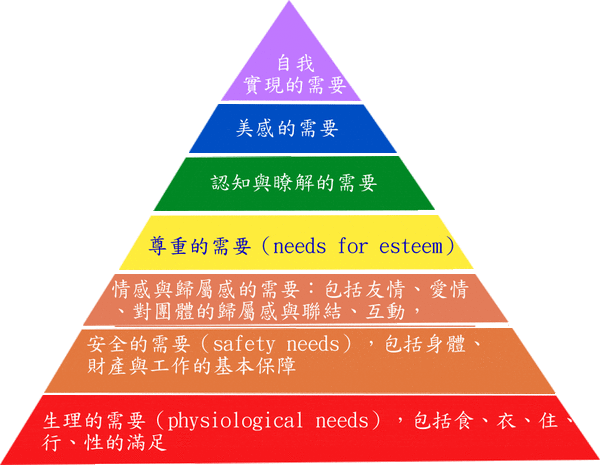 自我
實現的需要
美感的需要
認知與瞭解的需要
尊重的需要（needs for esteem）
情感與歸屬感的需要：包括友情、愛情
、對團體的歸屬感與聯結、互動，
安全的需要（safety needs），包括身體、
財產與工作的基本保障
生理的需要（physiological needs），包括食、衣、住、
行、性的滿足